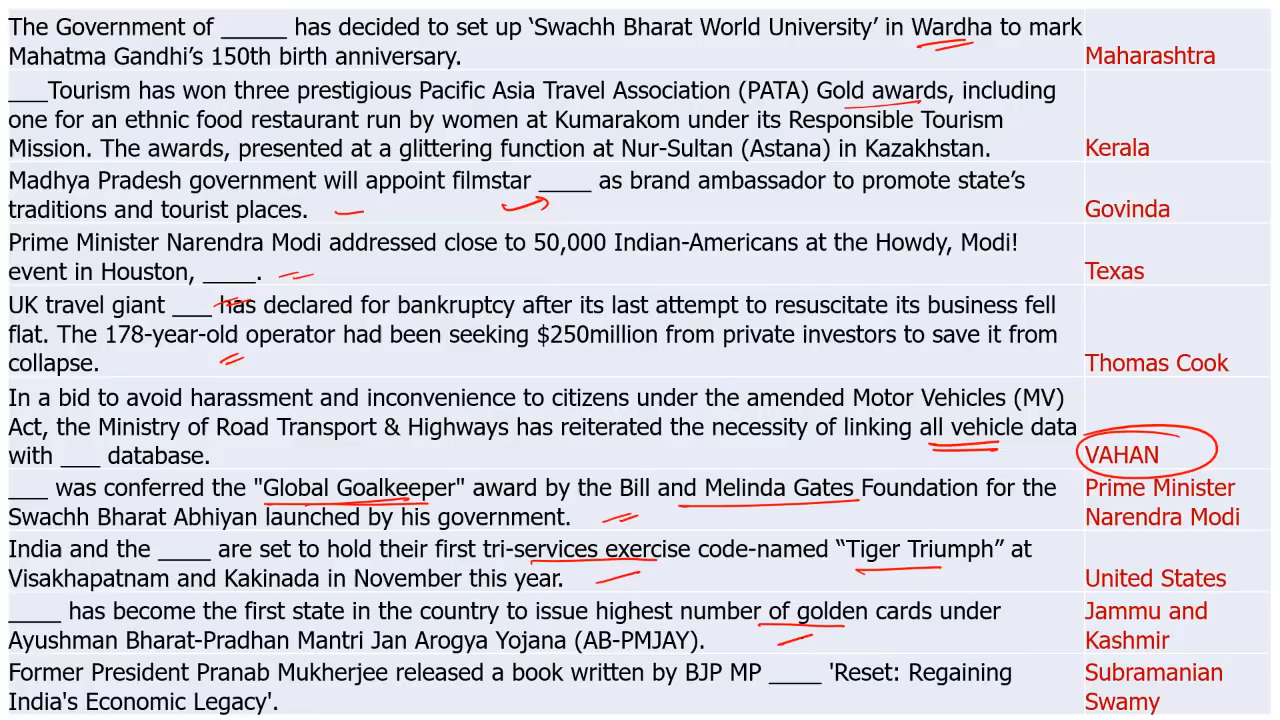 The Government of _____ has decided to set up ‘Swachh Bharat World University’ in Wardha to mark
Mahatma Gandhi’s 150th birth anniversary.
Maharashtra
___Tourism has won three prestigious Pacific Asia Travel Association (PATA) Gold awards, including
one for an ethnic food restaurant run by women at Kumarakom under its Responsible Tourism
Mission. The awards, presented at a glittering function at Nur-Sultan (Astana) in Kazakhstan.
Kerala
Madhya Pradesh government will appoint filmstar ____ as brand ambassador to promote state’s
traditions and tourist places.
Govinda
Prime Minister Narendra Modi addressed close to 50,000 Indian-Americans at the Howdy, Modi!
event in Houston, ____.
Texas
UK travel giant ___ has declared for bankruptcy after its last attempt to resuscitate its business fell
flat. The 178-year-old operator had been seeking $250million from private investors to save it from
collapse.
Thomas Cook
In a bid to avoid harassment and inconvenience to citizens under the amended Motor Vehicles (MV)
Act, the Ministry of Road Transport & Highways has reiterated the necessity of linking all vehicle data
with ___ database.
VAHAN
___ was conferred the "Global Goalkeeper" award by the Bill and Melinda Gates Foundation for the
Swachh Bharat Abhiyan launched by his government.
Prime Minister
Narendra Modi
India and the ____ are set to hold their first tri-services exercise code-named “Tiger Triumph” at
Visakhapatnam and Kakinada in November this year.
United States
____ has become the first state in the country to issue highest number of golden cards under
Ayushman Bharat-Pradhan Mantri Jan Arogya Yojana (AB-PMJAY).
Jammu and
Kashmir
Former President Pranab Mukherjee released a book written by BJP MP ____ 'Reset: Regaining
India's Economic Legacy'.
Subramanian
Swamy